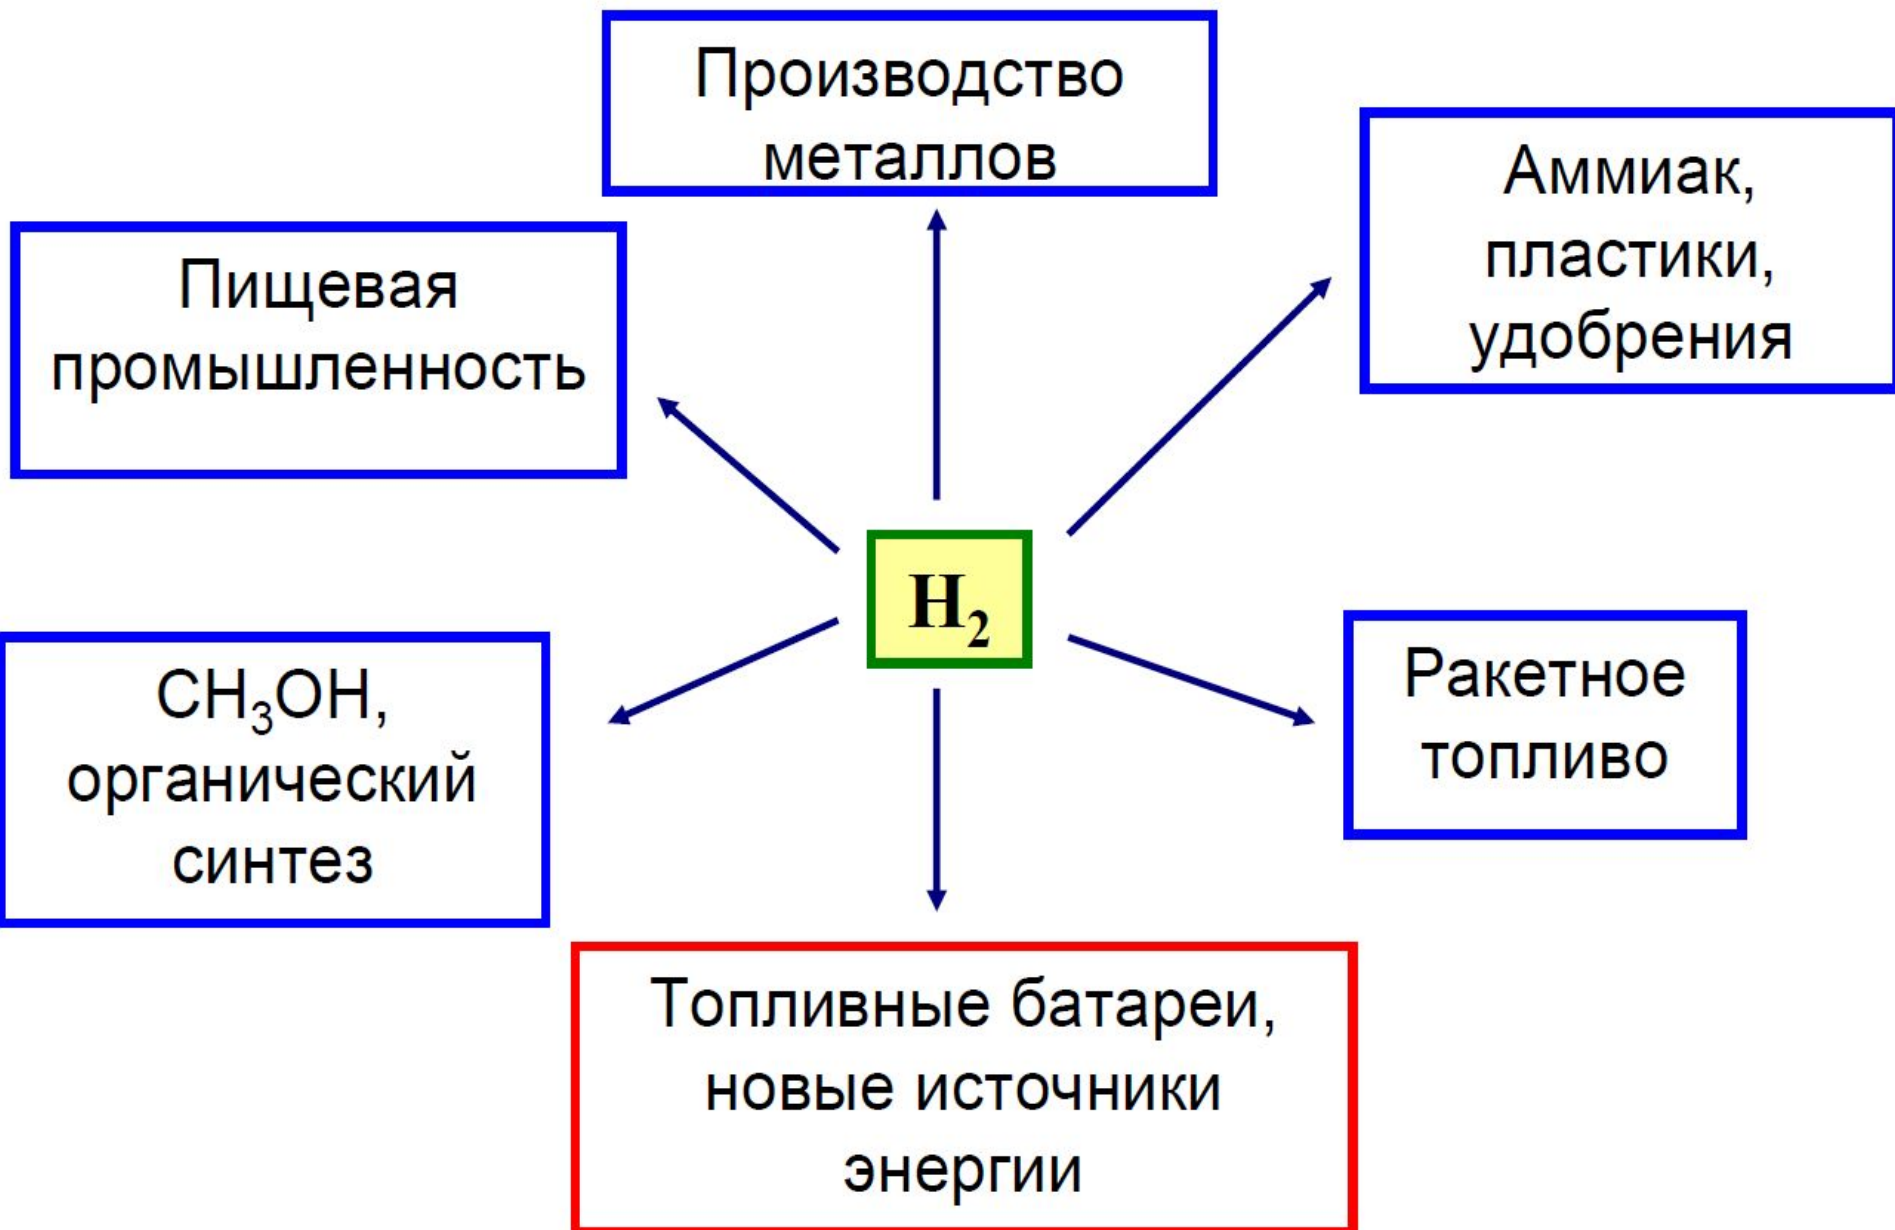 Производство
металлов
Аммиак,
пластики,
удобрения
Пищевая
промышленность
H₂
CH₃OH,
органический
синтез
Ракетное
топливо
Топливные батареи,
новые источники
энергии